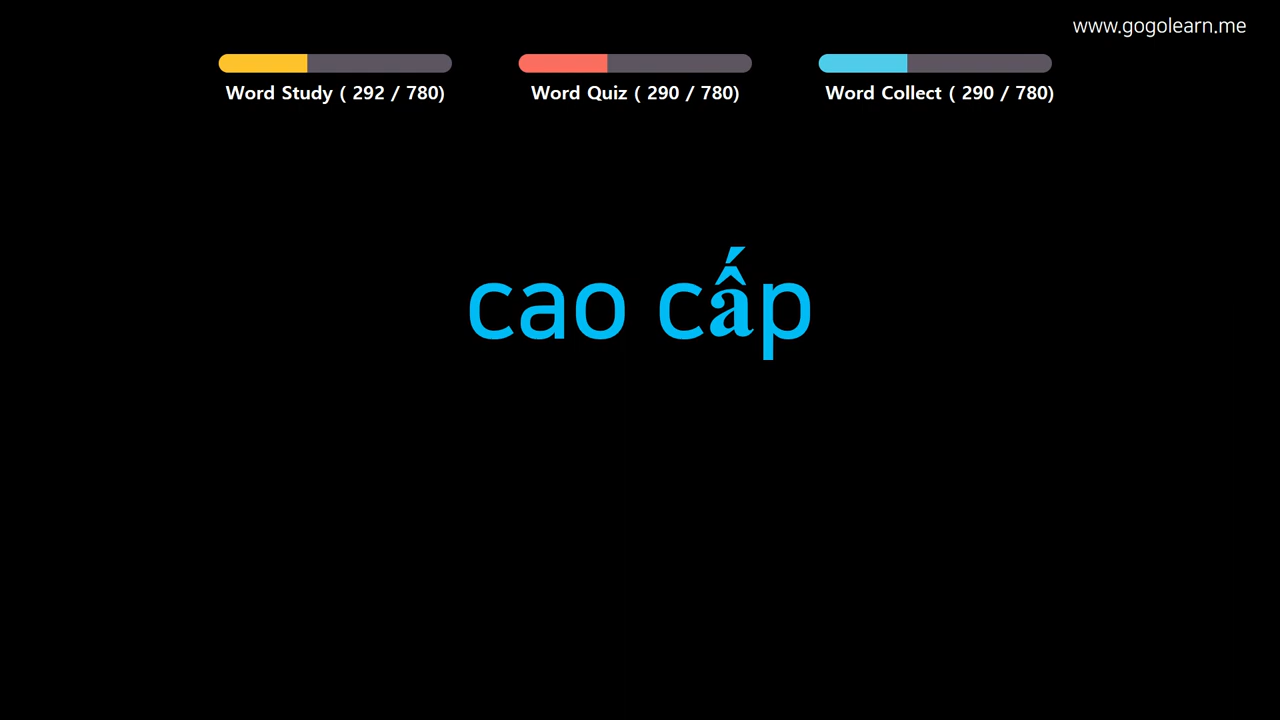 www.gogolearn.me
Word Study ( 292 / 780)
Word Quiz ( 290 / 780)
Word Collect ( 290 / 780)
cao cấp